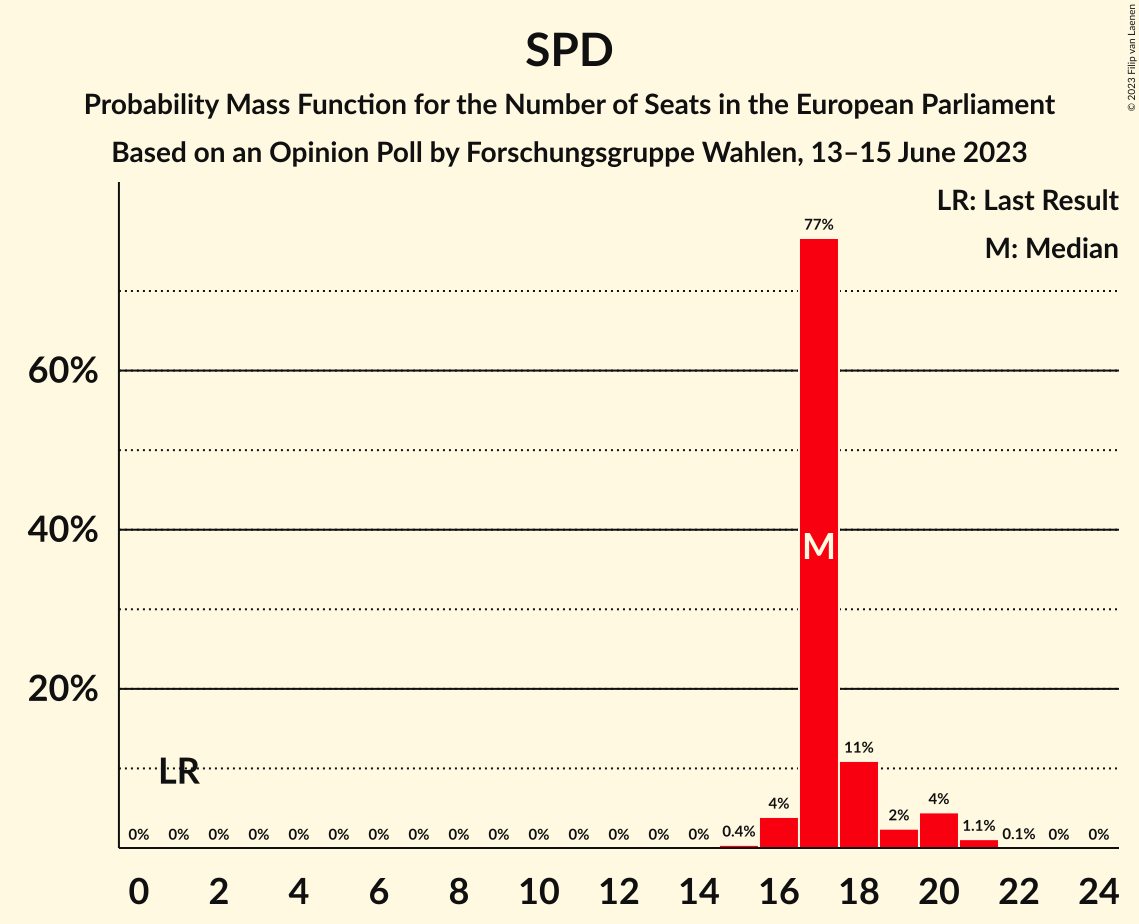 SPD
Probability Mass Function for the Number of Seats in the European Parliament
Based on an Opinion Poll by Forschungsgruppe Wahlen, 13–15 June 2023
© 2023 Filip van Laenen
LR: Last Result
M: Median
77%
60%
40%
M
20%
LR
11%
0% 0% 0% 0% 0% 0% 0% 0% 0% 0% 0% 0% 0% 0% 0% 0.4% 4% 2% 4% 1.1% 0.1% 0% 0%
0 2 4 6 8 10 12 14 16 18 20 22 24